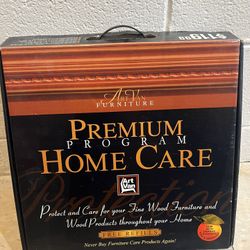 ART VAN
FURNITURE
PREMIUM
PROGRAM
HOME CARE
Art
Van
Protect and Care for your Fine Wood Furniture and
Wood Products throughout your Home
FREE REFILLS
Never Buy Furniture Care Products Again!